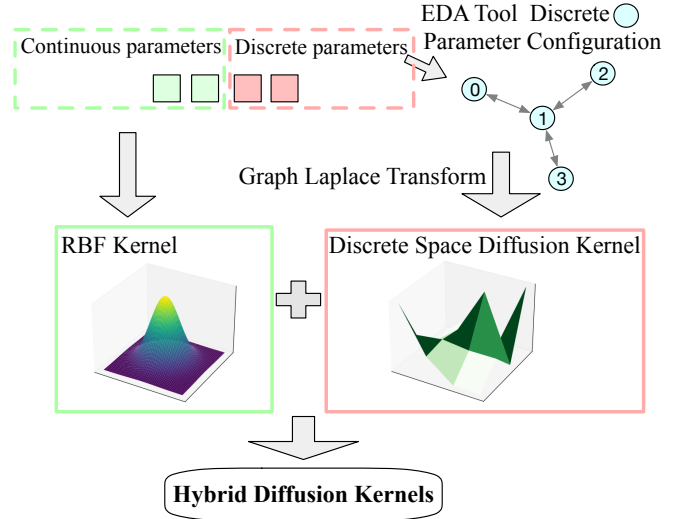 EDA Tool Discrete
Parameter Configuration
Continuous parameters
Discrete parameters
0
1
2
3
Graph Laplace Transform
RBF Kernel
Discrete Space Diffusion Kernel
Hybrid Diffusion Kernels